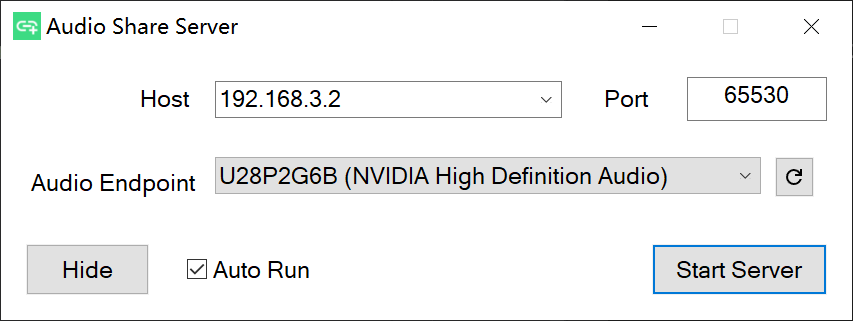 Audio Share Server
Host 192.168.3.2 Port 65530
Audio Endpoint U28P2G6B (NVIDIA High Definition Audio)
Hide Auto Run Start Server